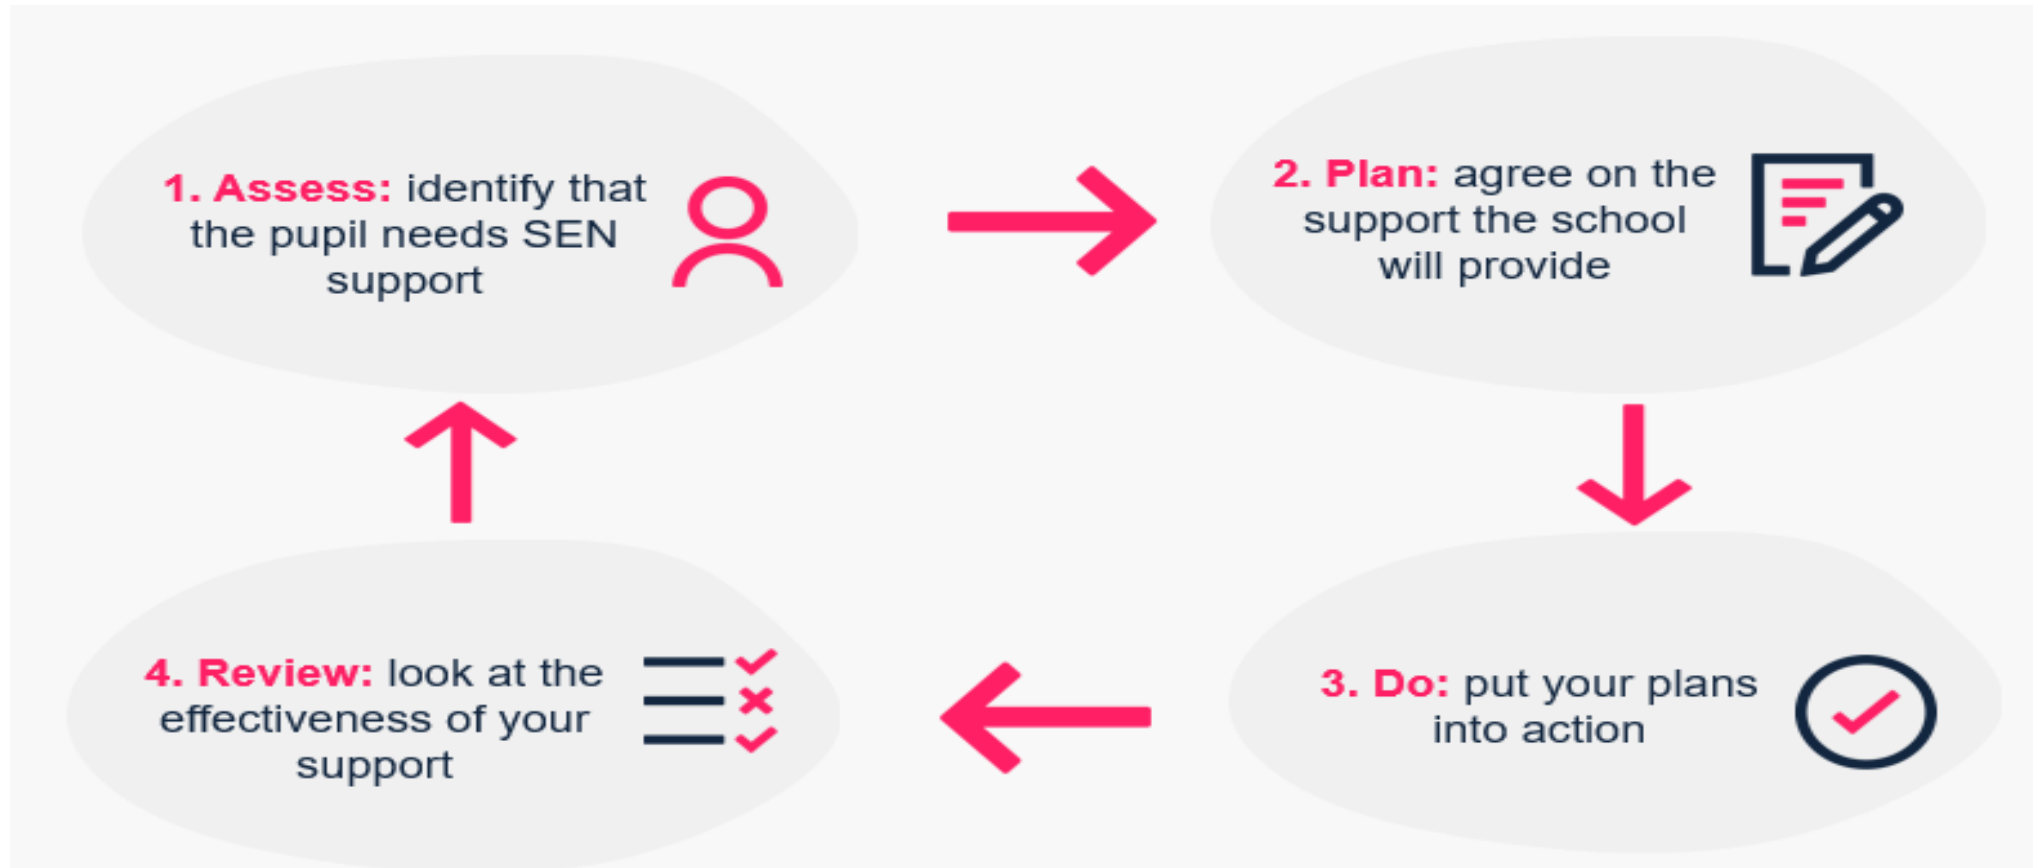 1. Assess: identify that
the pupil needs SEN
support
2. Plan: agree on the
support the school
will provide
3. Do: put your plans
into action
4. Review: look at the
effectiveness of your
support